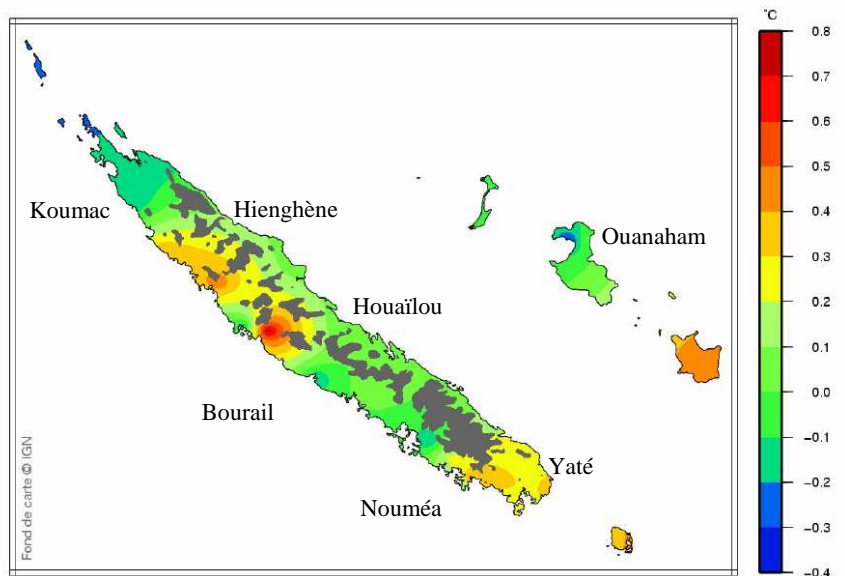 °C
Koumac
Hienghène
Ouanaham
Houaïlou
Bourail
Yaté
Nouméa
Fond de carte © IGN
0.8
0.7
0.6
0.5
0.4
0.3
0.2
0.1
0.0
−0.1
−0.2
−0.3
−0.4